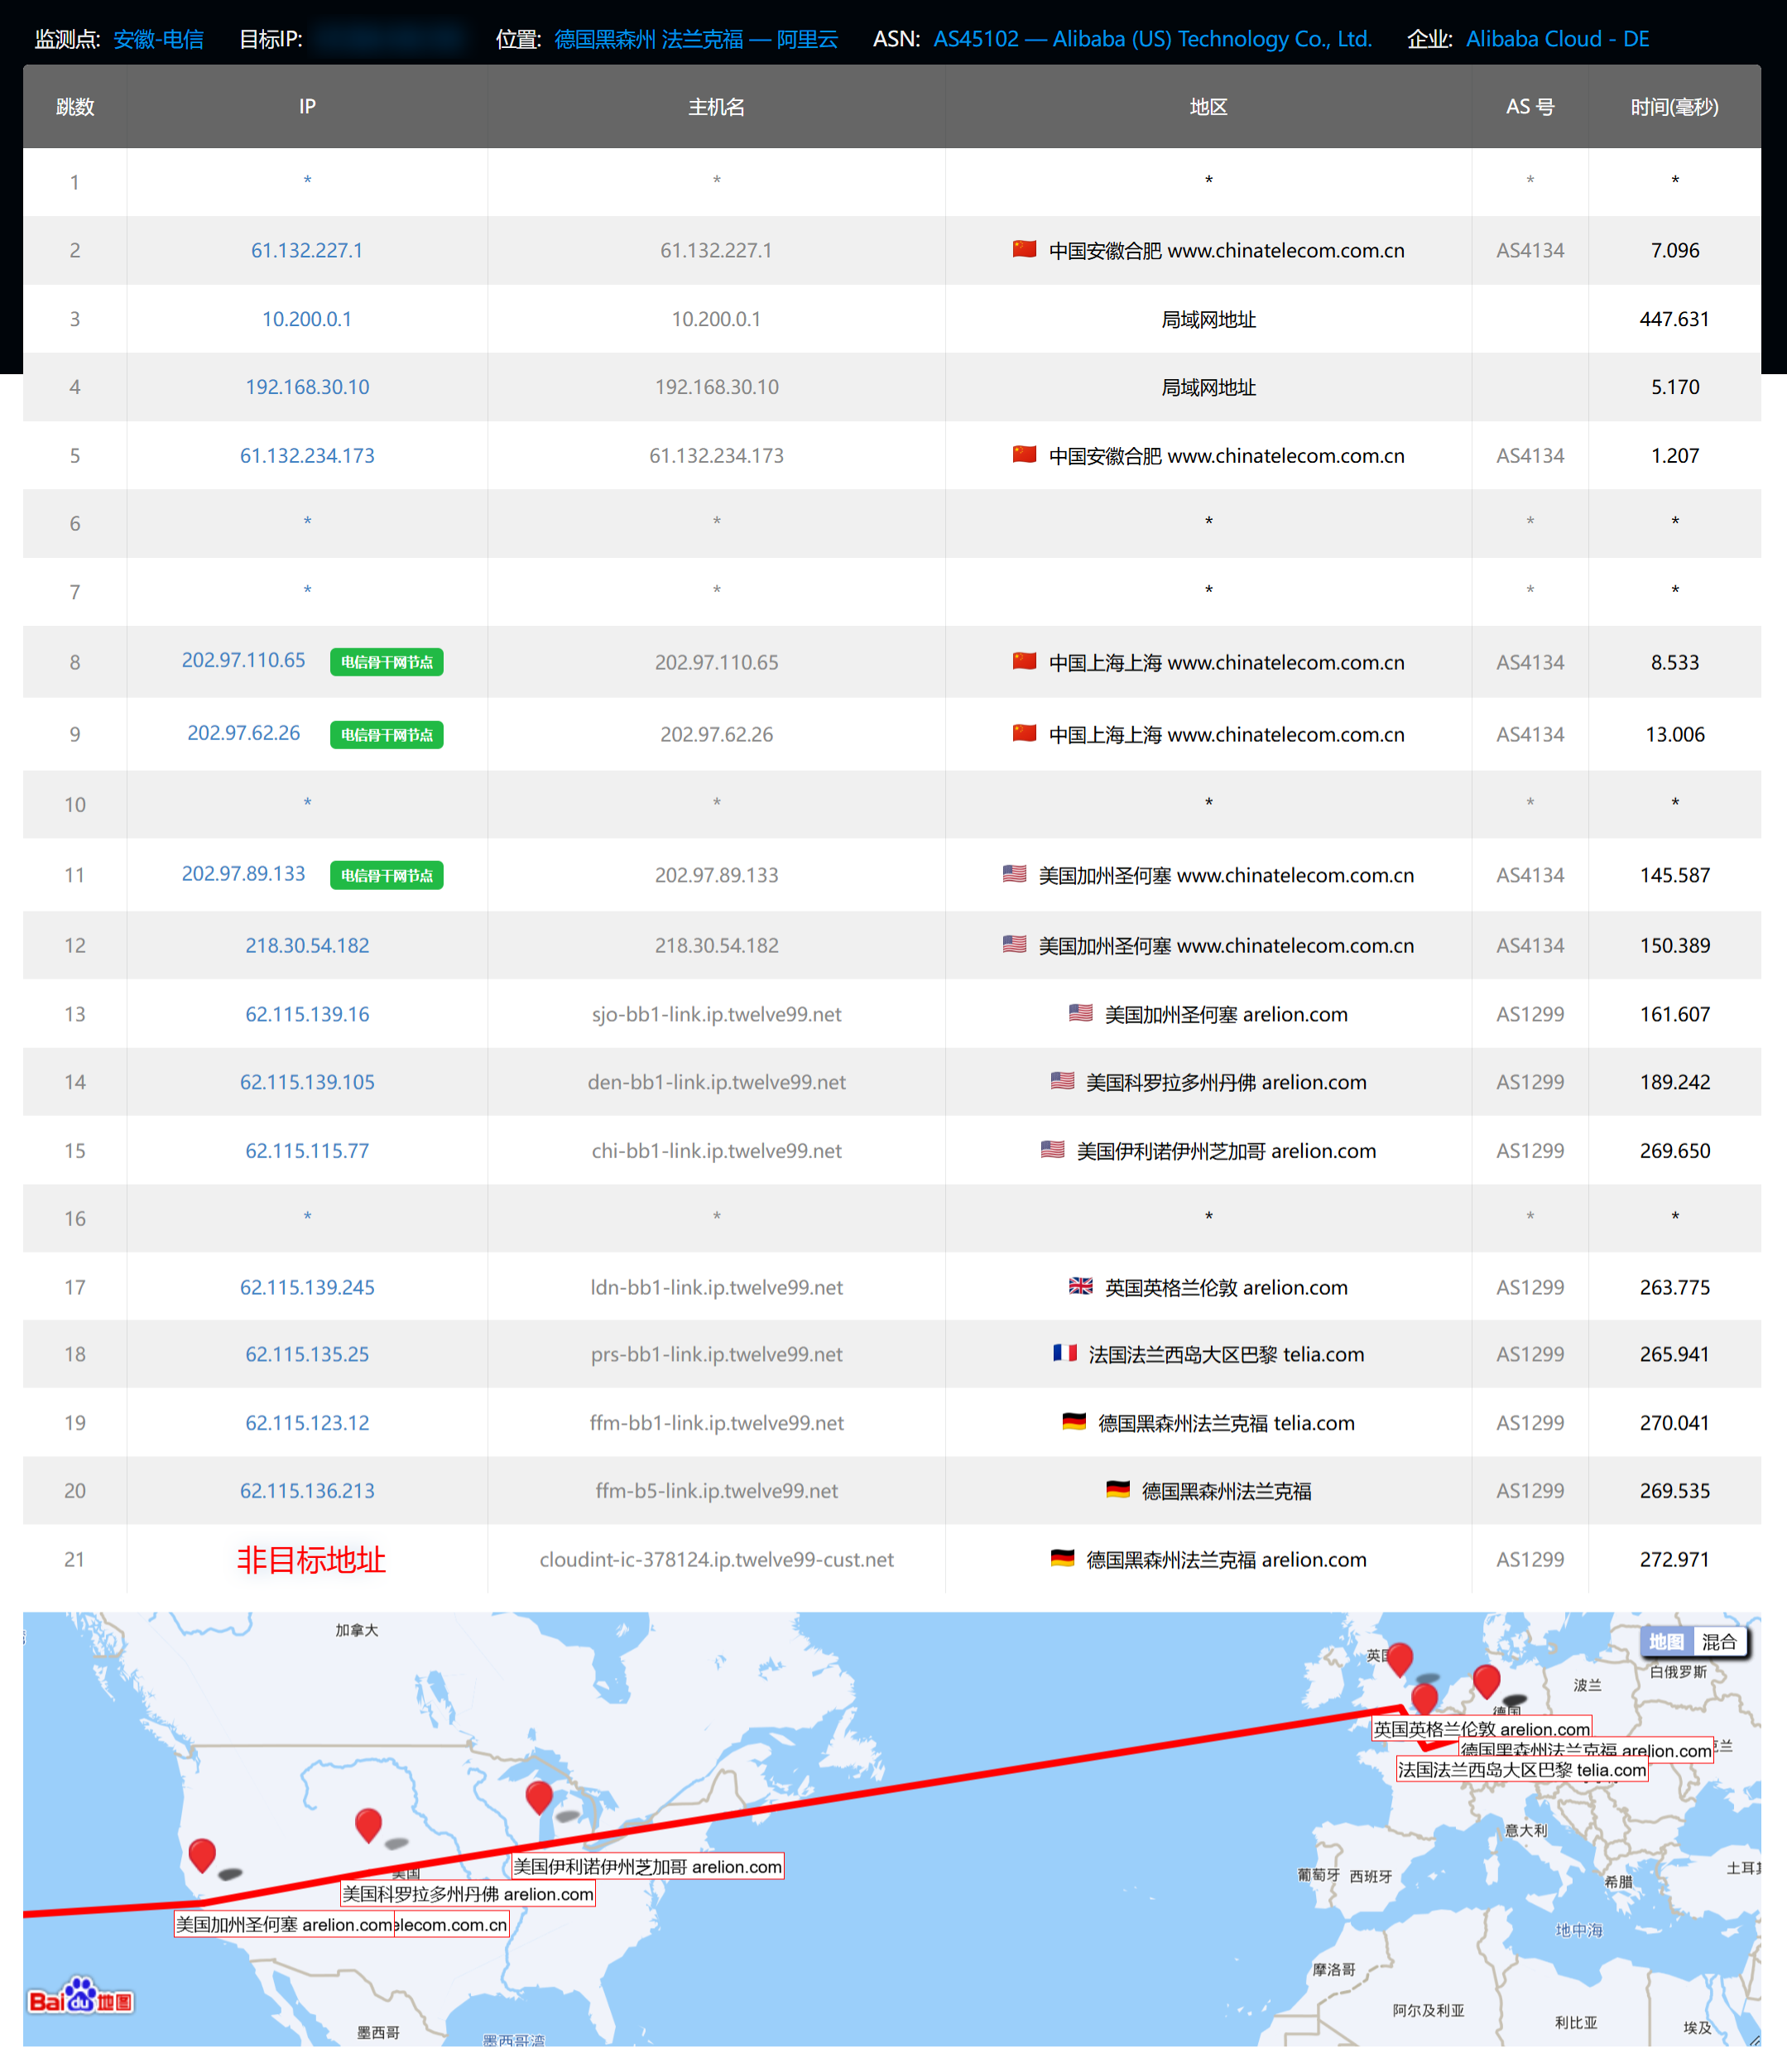 监测点: 安徽-电信 目标IP: 位置: 德国黑森州 法兰克福 — 阿里云 ASN: AS45102 — Alibaba (US) Technology Co., Ltd. 企业: Alibaba Cloud - DE
跳数 IP 主机名 地区 AS 号 时间(毫秒)
1 * * * * *
2 61.132.227.1 61.132.227.1 中国安徽合肥 www.chinatelecom.com.cn AS4134 7.096
3 10.200.0.1 10.200.0.1 局域网地址 447.631
4 192.168.30.10 192.168.30.10 局域网地址 5.170
5 61.132.234.173 61.132.234.173 中国安徽合肥 www.chinatelecom.com.cn AS4134 1.207
6 * * * * *
7 * * * * *
8 202.97.110.65 电信骨干网节点 202.97.110.65 中国上海上海 www.chinatelecom.com.cn AS4134 8.533
9 202.97.62.26 电信骨干网节点 202.97.62.26 中国上海上海 www.chinatelecom.com.cn AS4134 13.006
10 * * * * *
11 202.97.89.133 电信骨干网节点 202.97.89.133 美国加州圣何塞 www.chinatelecom.com.cn AS4134 145.587
12 218.30.54.182 218.30.54.182 美国加州圣何塞 www.chinatelecom.com.cn AS4134 150.389
13 62.115.139.16 sjo-bb1-link.ip.twelve99.net 美国加州圣何塞 arelion.com AS1299 161.607
14 62.115.139.105 den-bb1-link.ip.twelve99.net 美国科罗拉多州丹佛 arelion.com AS1299 189.242
15 62.115.115.77 chi-bb1-link.ip.twelve99.net 美国伊利诺伊州芝加哥 arelion.com AS1299 269.650
16 * * * * *
17 62.115.139.245 ldn-bb1-link.ip.twelve99.net 英国英格兰伦敦 arelion.com AS1299 263.775
18 62.115.135.25 prs-bb1-link.ip.twelve99.net 法国法兰西岛大区巴黎 telia.com AS1299 265.941
19 62.115.123.12 ffm-bb1-link.ip.twelve99.net 德国黑森州法兰克福 telia.com AS1299 270.041
20 62.115.136.213 ffm-b5-link.ip.twelve99.net 德国黑森州法兰克福 AS1299 269.535
21 非目标地址 cloudint-ic-378124.ip.twelve99-cust.net 德国黑森州法兰克福 arelion.com AS1299 272.971
加拿大
地图 混合
英国
白俄罗斯
波兰
德国
英国英格兰伦敦 arelion.com
德国黑森州法兰克福 arelion.com
兰
法国法兰西岛大区巴黎 telia.com
意大利
美国伊利诺伊州芝加哥 arelion.com
美国
葡萄牙 西班牙
土耳其
希腊
美国科罗拉多州丹佛 arelion.com
美国加州圣何塞 arelion.com elecom.com.cn
地中海
摩洛哥
Baidu地图
阿尔及利亚
利比亚
埃及
墨西哥
墨西哥湾